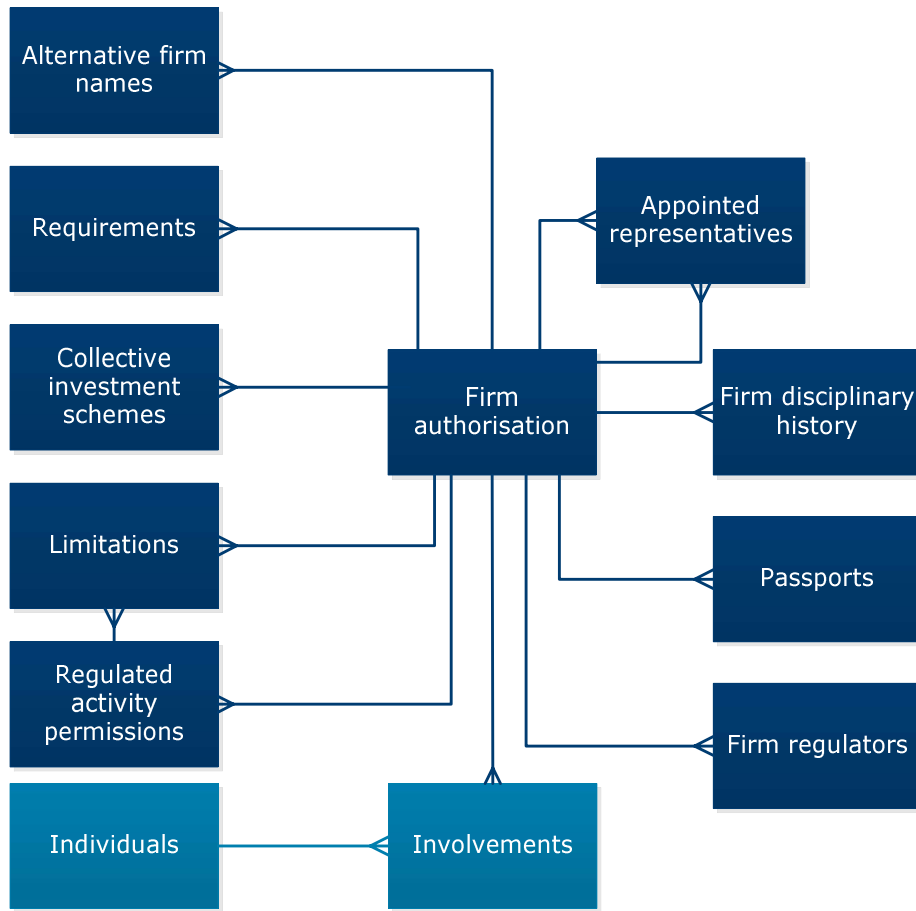 Alternative firm
names
Requirements
Appointed
representatives
Collective
investment
schemes
Firm
authorisation
Firm disciplinary
history
Limitations
Passports
Regulated
activity
permissions
Firm regulators
Individuals
Involvements